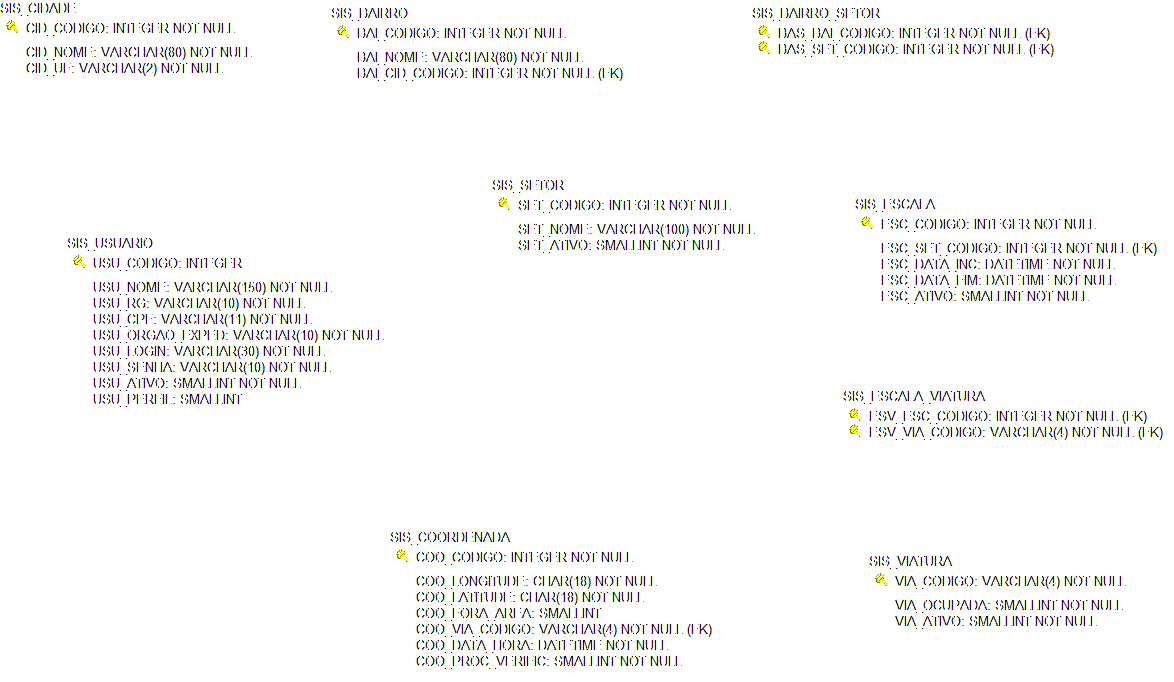 SIS_CIDADE
CID_CODIGO: INTEGER NOT NULL
CID_NOME: VARCHAR(80) NOT NULL
CID_UF: VARCHAR(2) NOT NULL
SIS_BAIRRO
BAI_CODIGO: INTEGER NOT NULL
BAI_NOME: VARCHAR(80) NOT NULL
BAI_CID_CODIGO: INTEGER NOT NULL (FK)
SIS_BAIRRO_SETOR
BAS_BAI_CODIGO: INTEGER NOT NULL (FK)
BAS_SET_CODIGO: INTEGER NOT NULL (FK)
SIS_SETOR
SET_CODIGO: INTEGER NOT NULL
SET_NOME: VARCHAR(100) NOT NULL
SET_ATIVO: SMALLINT NOT NULL
SIS_ESCALA
ESC_CODIGO: INTEGER NOT NULL
ESC_SET_CODIGO: INTEGER NOT NULL (FK)
ESC_DATA_INC: DATETIME NOT NULL
ESC_DATA_FIM: DATETIME NOT NULL
ESC_ATIVO: SMALLINT NOT NULL
SIS_USUARIO
USU_CODIGO: INTEGER
USU_NOME: VARCHAR(150) NOT NULL
USU_RG: VARCHAR(10) NOT NULL
USU_CPF: VARCHAR(11) NOT NULL
USU_ORGAO_EXPED: VARCHAR(10) NOT NULL
USU_LOGIN: VARCHAR(30) NOT NULL
USU_SENHA: VARCHAR(10) NOT NULL
USU_ATIVO: SMALLINT NOT NULL
USU_PERFIL: SMALLINT
SIS_ESCALA_VIATURA
ESV_ESC_CODIGO: INTEGER NOT NULL (FK)
ESV_VIA_CODIGO: VARCHAR(4) NOT NULL (FK)
SIS_COORDENADA
COO_CODIGO: INTEGER NOT NULL
COO_LONGITUDE: CHAR(18) NOT NULL
COO_LATITUDE: CHAR(18) NOT NULL
COO_FORA_AREA: SMALLINT
COO_VIA_CODIGO: VARCHAR(4) NOT NULL (FK)
COO_DATA_HORA: DATETIME NOT NULL
COO_PROC_VERIFIC: SMALLINT NOT NULL
SIS_VIATURA
VIA_CODIGO: VARCHAR(4) NOT NULL
VIA_OCUPADA: SMALLINT NOT NULL
VIA_ATIVO: SMALLINT NOT NULL